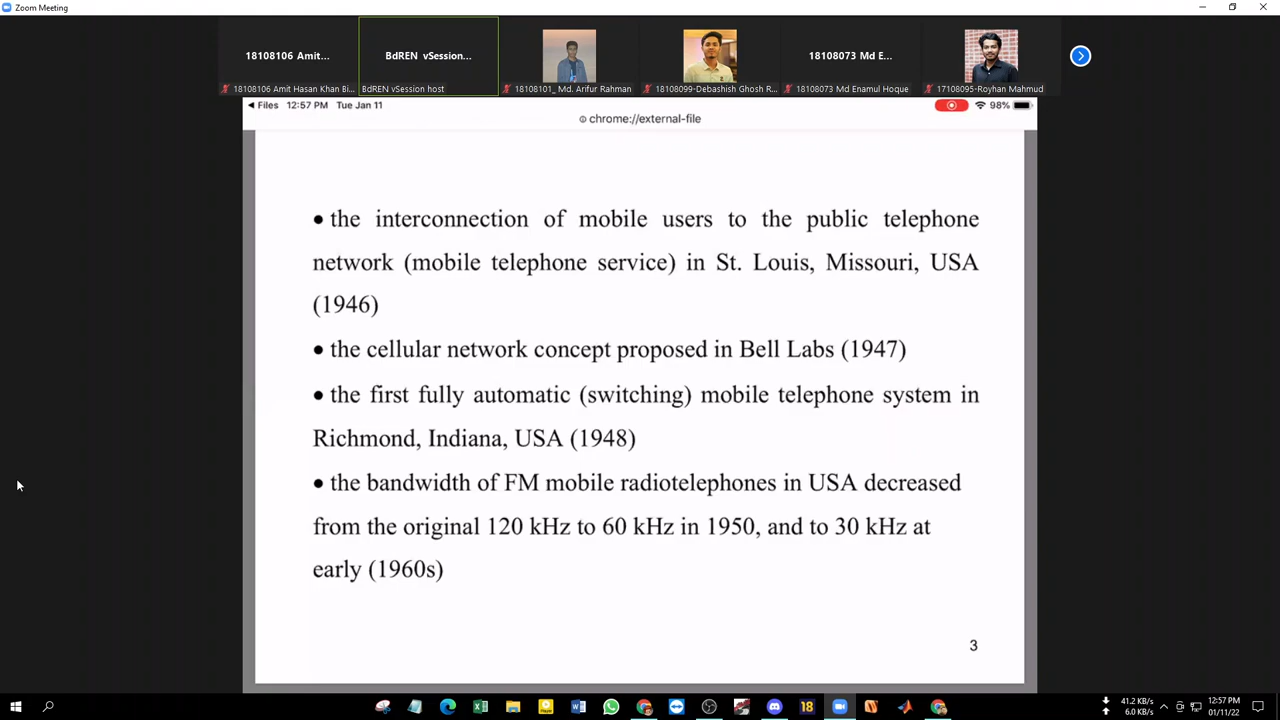 Zoom Meeting
18108106 Amit...
BdREN vSession...
18108073 Md E...
18108106 Amit Hasan Khan Bi...
BdREN vSession host
18108101_ Md. Arifur Rahman
18108099-Debashish Ghosh R...
18108073 Md Enamul Hoque
17108095-Royhan Mahmud
Files 12:57 PM Tue Jan 11
98%
chrome://external-file
• the interconnection of mobile users to the public telephone
network (mobile telephone service) in St. Louis, Missouri, USA
(1946)
• the cellular network concept proposed in Bell Labs (1947)
• the first fully automatic (switching) mobile telephone system in
Richmond, Indiana, USA (1948)
• the bandwidth of FM mobile radiotelephones in USA decreased
from the original 120 kHz to 60 kHz in 1950, and to 30 kHz at
early (1960s)
3
18
41.2 KB/s
6.0 KB/s
12:57 PM
01/11/22